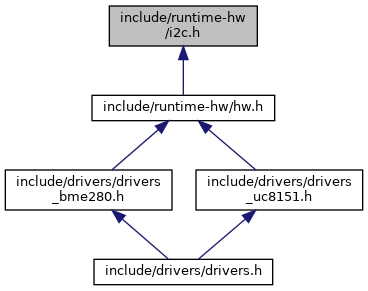 include/runtime-hw
/i2c.h
include/runtime-hw/hw.h
include/drivers/drivers
_bme280.h
include/drivers/drivers
_uc8151.h
include/drivers/drivers.h